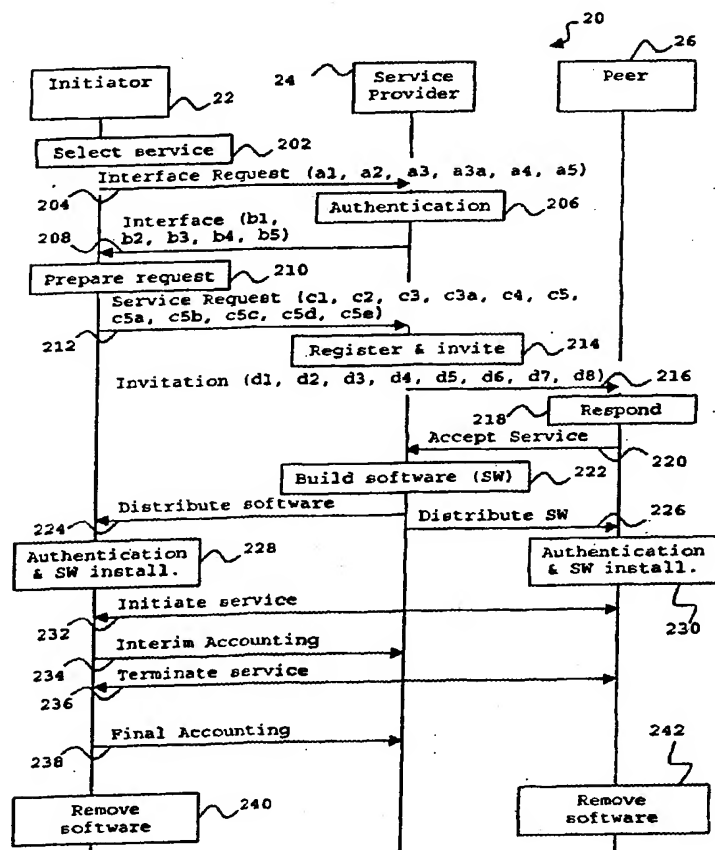 20
26
Initiator
22
24
Service
Provider
Peer
Select service
202
Interface Request (a1, a2, a3, a3a, a4, a5)
204
Authentication
206
Interface (b1,
b2, b3, b4, b5)
208
Prepare request
210
Service Request (c1, c2, c3, c3a, c4, c5,
c5a, c5b, c5c, c5d, c5e)
212
Register & invite
214
Invitation (d1, d2, d3, d4, d5, d6, d7, d8)
216
218
Respond
Accept Service
220
Build software (SW)
222
Distribute software
224
Distribute SW
226
Authentication
& SW install.
228
Authentication
& SW install.
230
Initiate service
232
Interim Accounting
234
Terminate service
236
Final Accounting
238
242
Remove
software
240
Remove
software